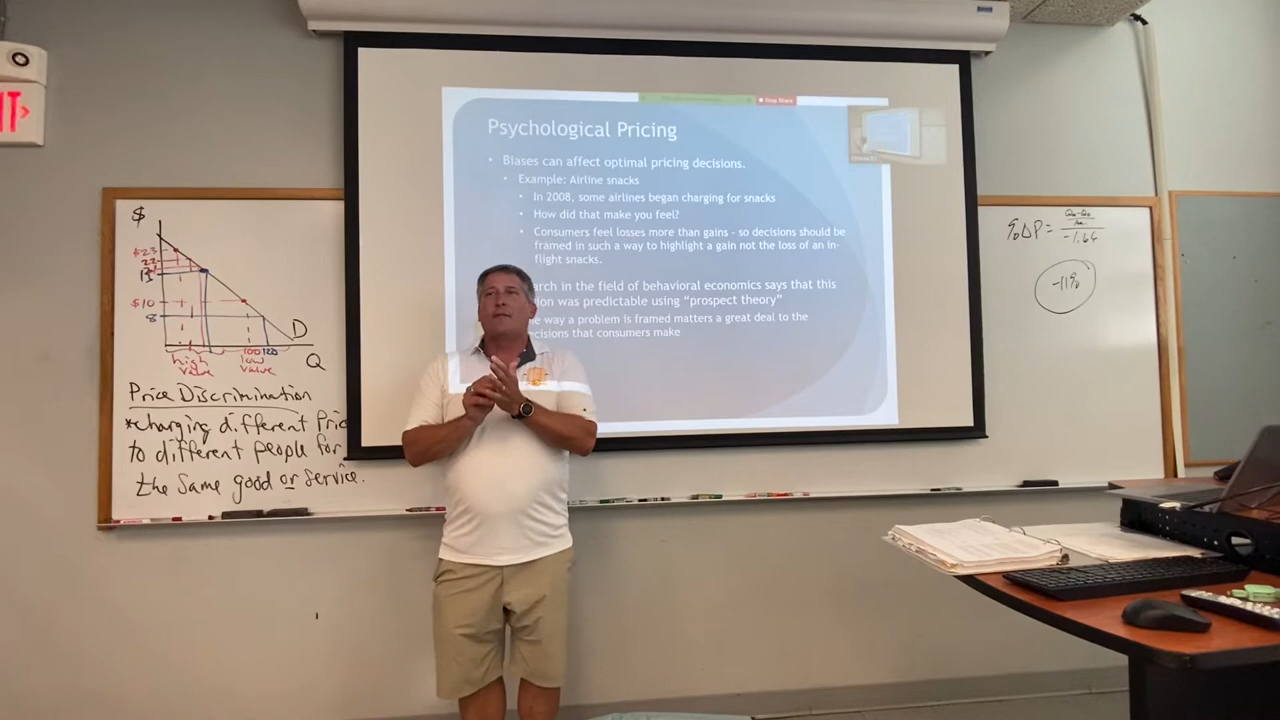 Psychological Pricing
• Biases can affect optimal pricing decisions.
• Example: Airline snacks
• In 2008, some airlines began charging for snacks
• How did that make you feel?
• Consumers feel losses more than gains - so decisions should be
framed in such a way to highlight a gain not the loss of an in-
flight snacks.
arch in the field of behavioral economics says that this
ion was predictable using "prospect theory"
e way a problem is framed matters a great deal to the
ecisions that consumers make
Stop Share
IT>
$
$23
22
$10
8
D
100 120
Q
high low
value value
Price Discrimination
*charging different Pric
to different people for
the same good or service.
%ΔP =
-1.66
-11%